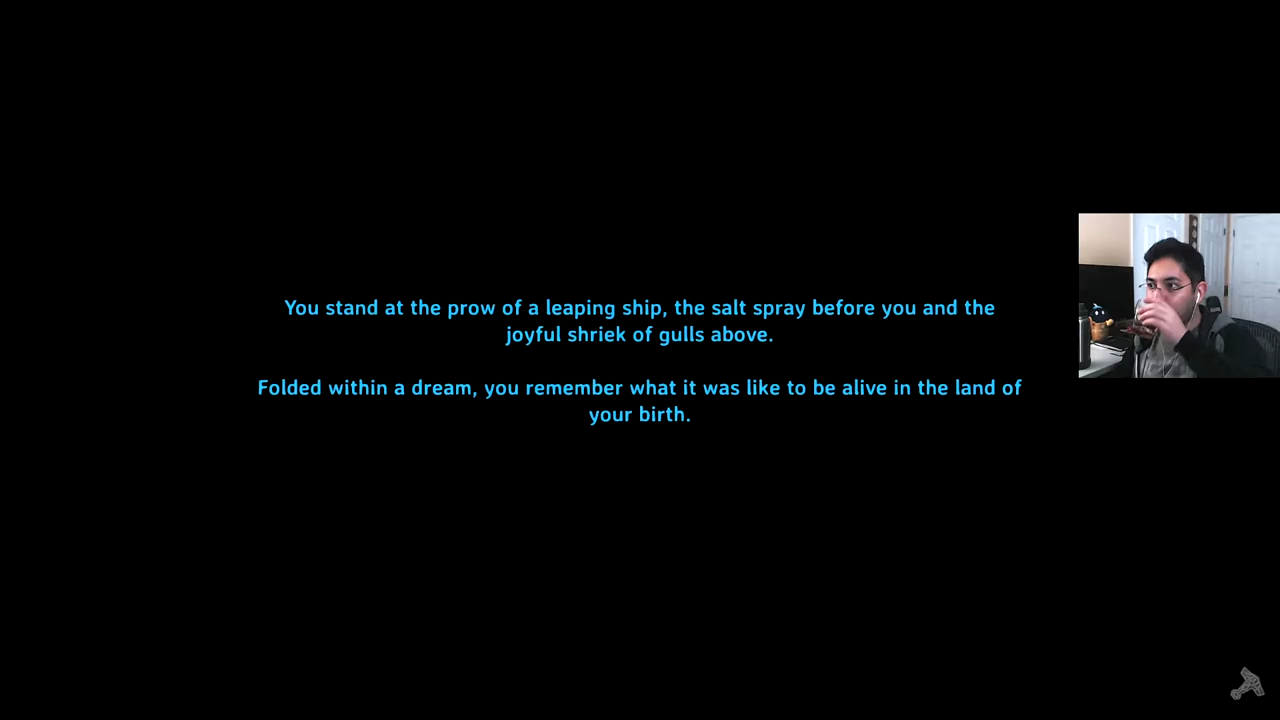 You stand at the prow of a leaping ship, the salt spray before you and the
joyful shriek of gulls above.
Folded within a dream, you remember what it was like to be alive in the land of
your birth.